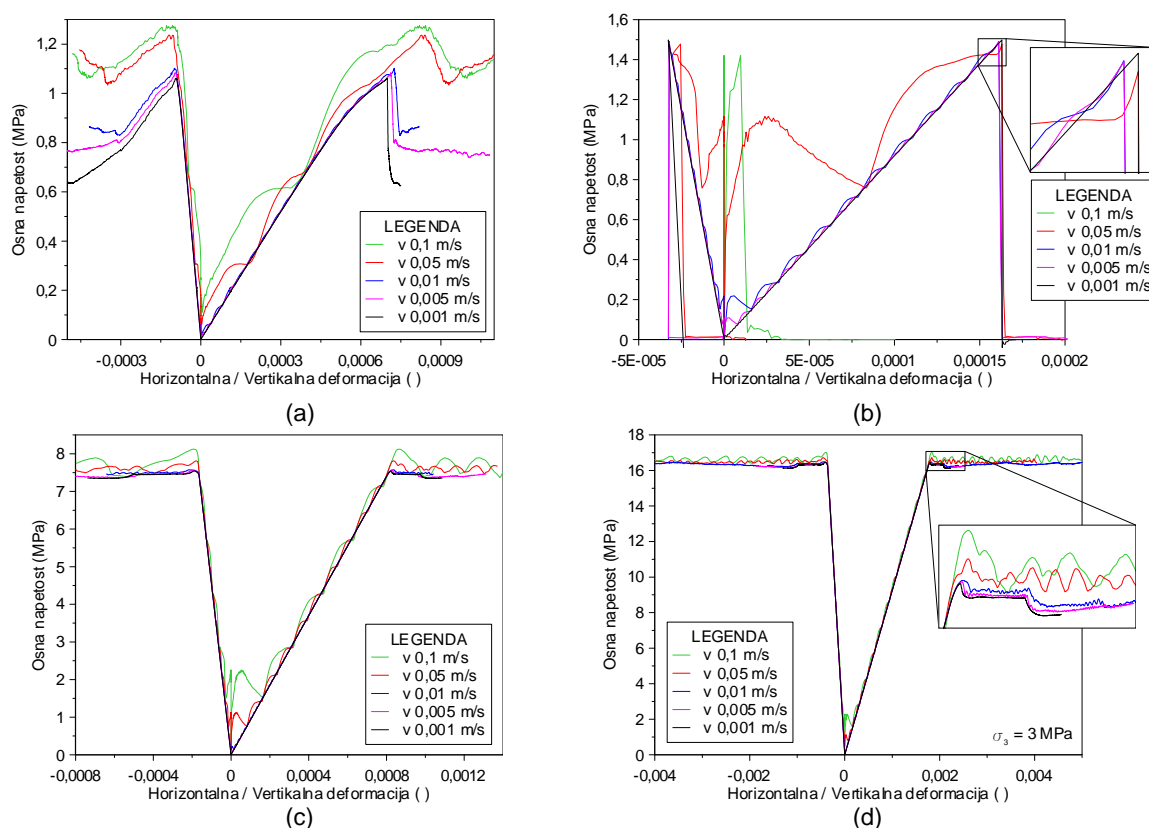 Osna napetost (MPa)
1,2
1
0,8
0,6
0,4
0,2
0
-0,0003 0 0,0003 0,0006 0,0009
Horizontalna / Vertikalna deformacija ( )
LEGENDA
v 0,1 m/s
v 0,05 m/s
v 0,01 m/s
v 0,005 m/s
v 0,001 m/s
(a)
Osna napetost (MPa)
1,6
1,4
1,2
1
0,8
0,6
0,4
0,2
0
-5E-005 0 5E-005 0,0001 0,00015 0,0002
Horizontalna / Vertikalna deformacija ( )
LEGENDA
v 0,1 m/s
v 0,05 m/s
v 0,01 m/s
v 0,005 m/s
v 0,001 m/s
(b)
Osna napetost (MPa)
8
7
6
5
4
3
2
1
0
-0,0008 -0,0004 0 0,0004 0,0008 0,0012
Horizontalna / Vertikalna deformacija ( )
LEGENDA
v 0,1 m/s
v 0,05 m/s
v 0,01 m/s
v 0,005 m/s
v 0,001 m/s
(c)
Osna napetost (MPa)
18
16
14
12
10
8
6
4
2
0
-0,004 -0,002 0 0,002 0,004
Horizontalna / Vertikalna deformacija ( )
LEGENDA
v 0,1 m/s
v 0,05 m/s
v 0,01 m/s
v 0,005 m/s
v 0,001 m/s
σ₃ = 3 MPa
(d)